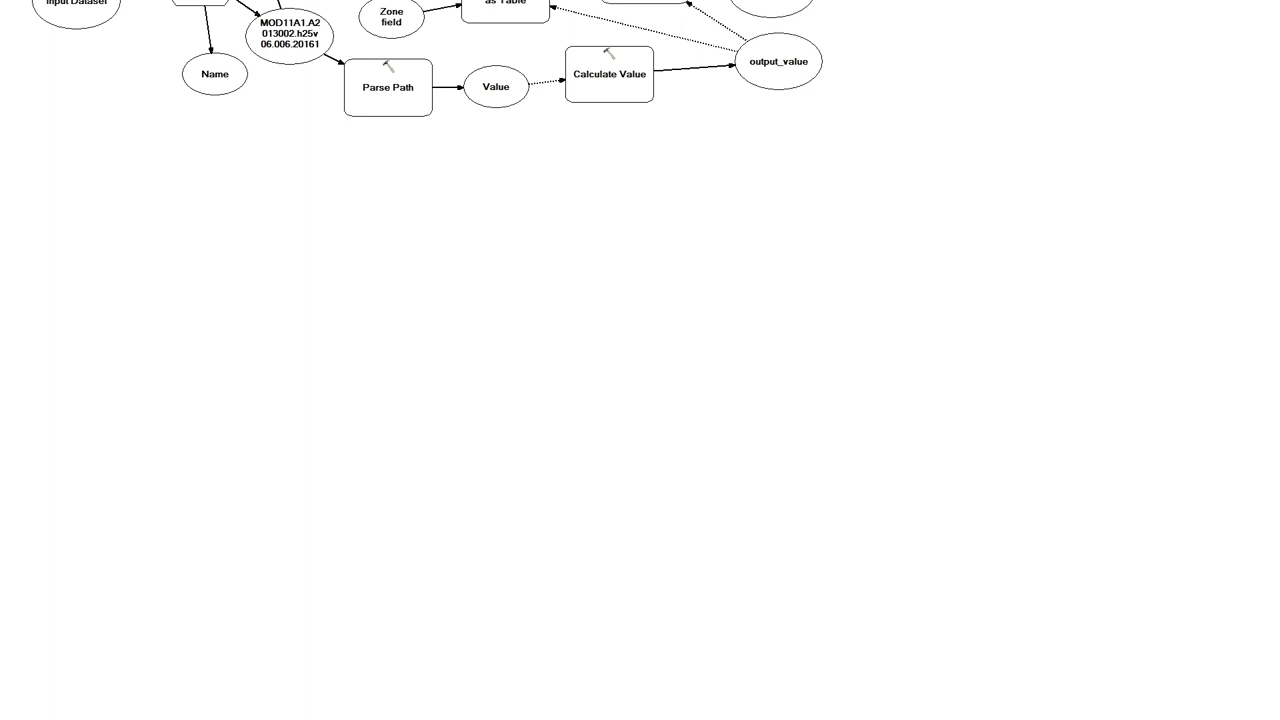 Input Dataset
as Table
Zone
field
MOD11A1.A2
013002.h25v
06.006.20161
Name
Parse Path
Value
Calculate Value
output_value